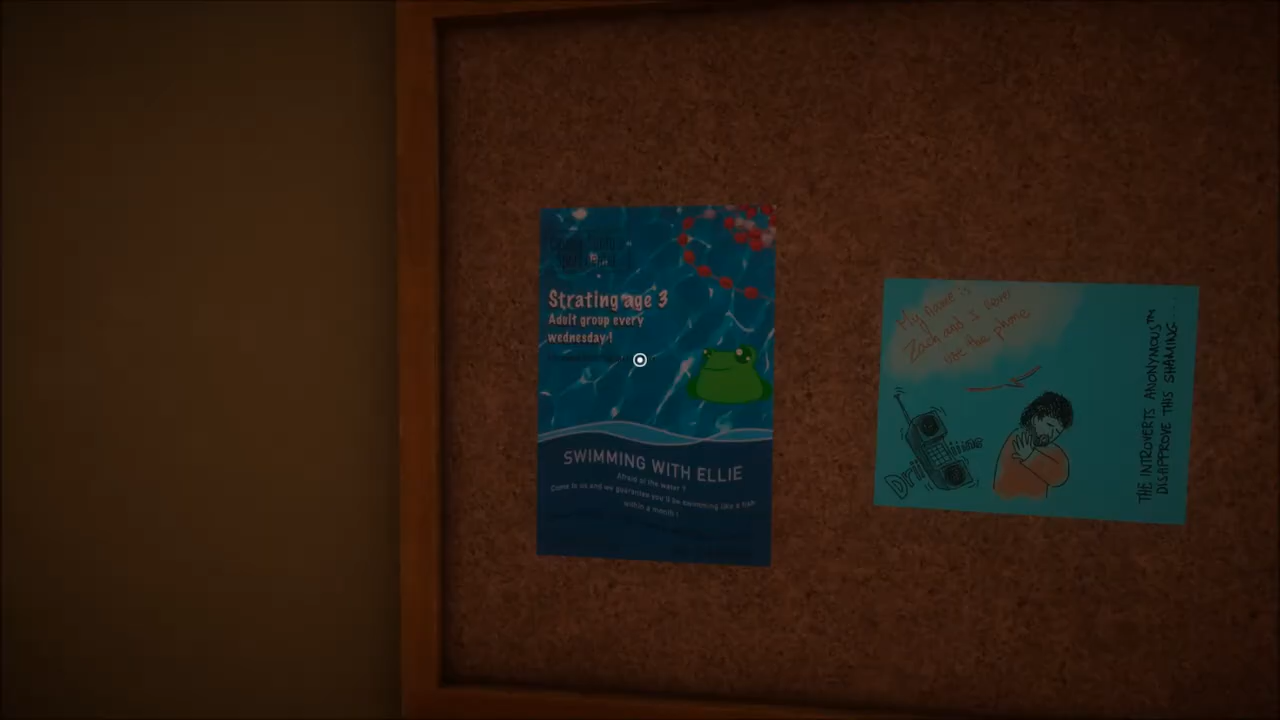 Strating age 3
Adult group every
wednesday !
SWIMMING WITH ELLIE
Afraid of the water ?
Come to us and we guarantee you'll be swimming like a fish
within a month !
My name is
Zach and I never
use the phone
THE INTROVERTS ANONYMOUS™
DISAPPROVE THIS SHAMING...